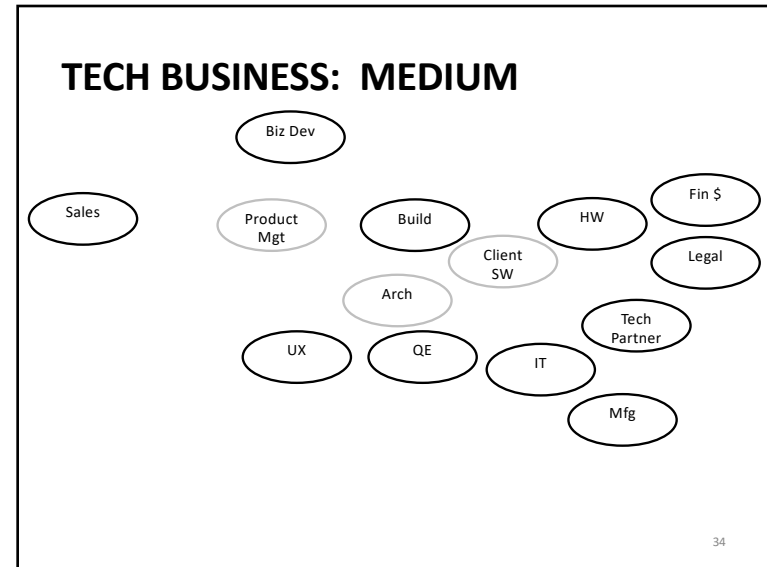 TECH BUSINESS: MEDIUM
Biz Dev
Sales
Product
Mgt
Build
HW
Fin $
Client
SW
Legal
Arch
Tech
Partner
UX
QE
IT
Mfg
34